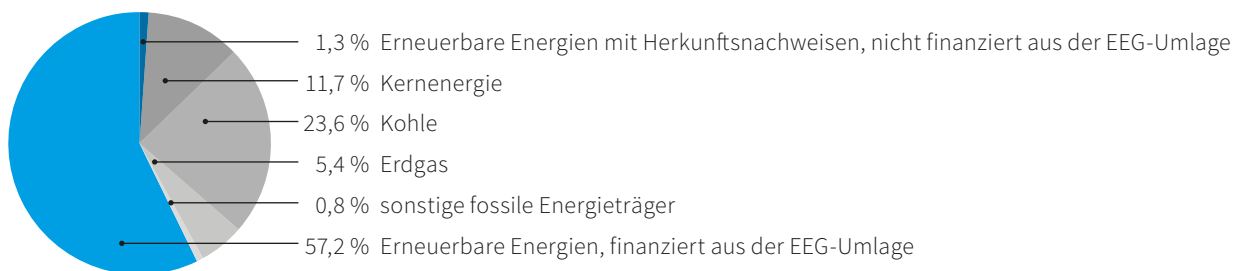 1,3 % Erneuerbare Energien mit Herkunftsnachweisen, nicht finanziert aus der EEG-Umlage
11,7 % Kernenergie
23,6 % Kohle
5,4 % Erdgas
0,8 % sonstige fossile Energieträger
57,2 % Erneuerbare Energien, finanziert aus der EEG-Umlage